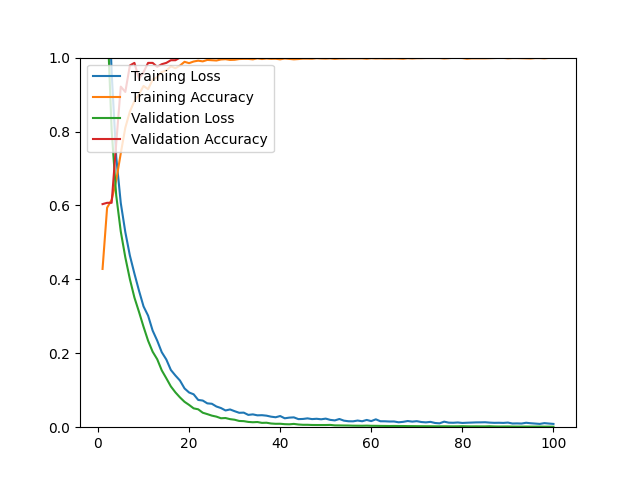 1.0
0.8
0.6
0.4
0.2
0.0
Training Loss
Training Accuracy
Validation Loss
Validation Accuracy
0 20 40 60 80 100